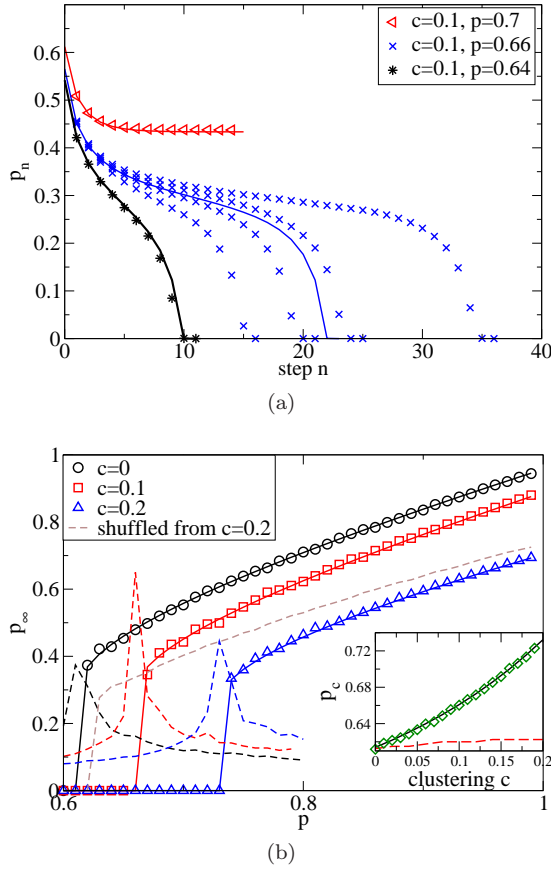 0.6
0.5
0.4
0.3
0.2
0.1
0
p_n
c=0.1, p=0.7
c=0.1, p=0.66
c=0.1, p=0.64
0 10 20 30 40
step n
(a)
1
0.8
0.6
0.4
0.2
0
p_∞
c=0
c=0.1
c=0.2
shuffled from c=0.2
0.72
0.68
0.64
p_c
0 0.05 0.1 0.15 0.2
clustering c
0.6 0.8 1
p
(b)